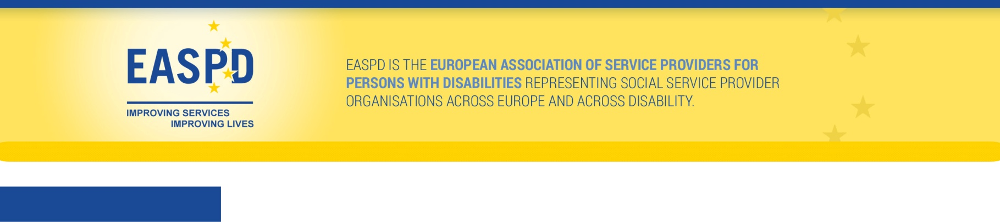 EASPD
IMPROVING SERVICES
IMPROVING LIVES
EASPD IS THE EUROPEAN ASSOCIATION OF SERVICE PROVIDERS FOR
PERSONS WITH DISABILITIES REPRESENTING SOCIAL SERVICE PROVIDER
ORGANISATIONS ACROSS EUROPE AND ACROSS DISABILITY.